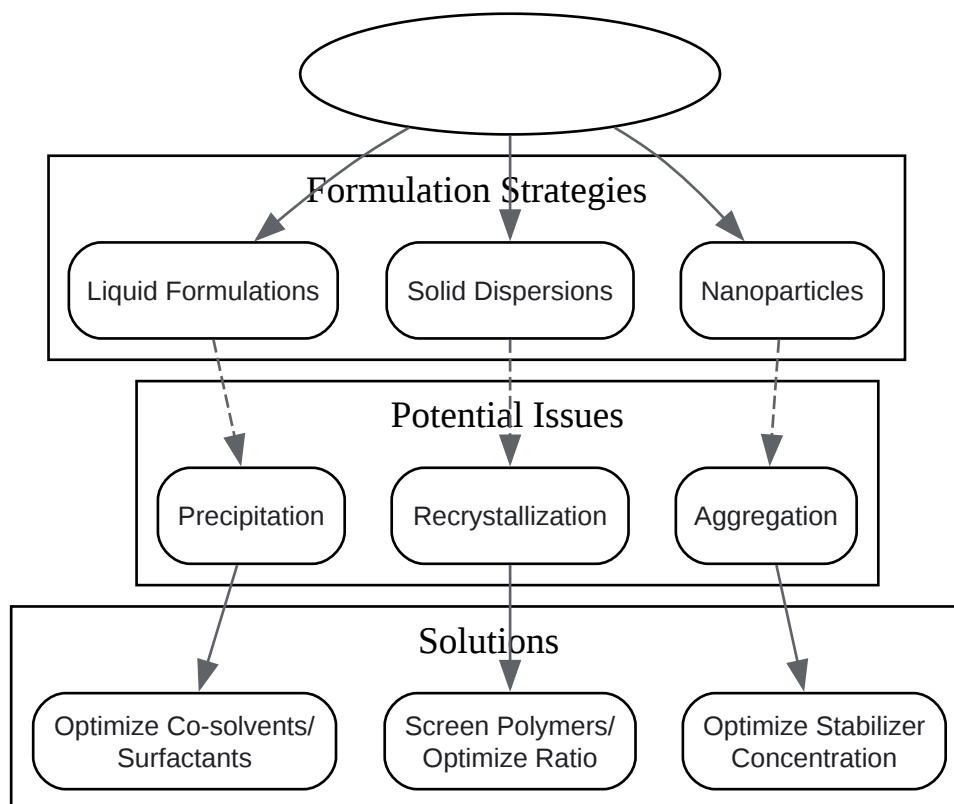 Formulation Strategies
Liquid Formulations
Solid Dispersions
Nanoparticles
Potential Issues
Precipitation
Recrystallization
Aggregation
Solutions
Optimize Co-solvents/
Surfactants
Screen Polymers/
Optimize Ratio
Optimize Stabilizer
Concentration